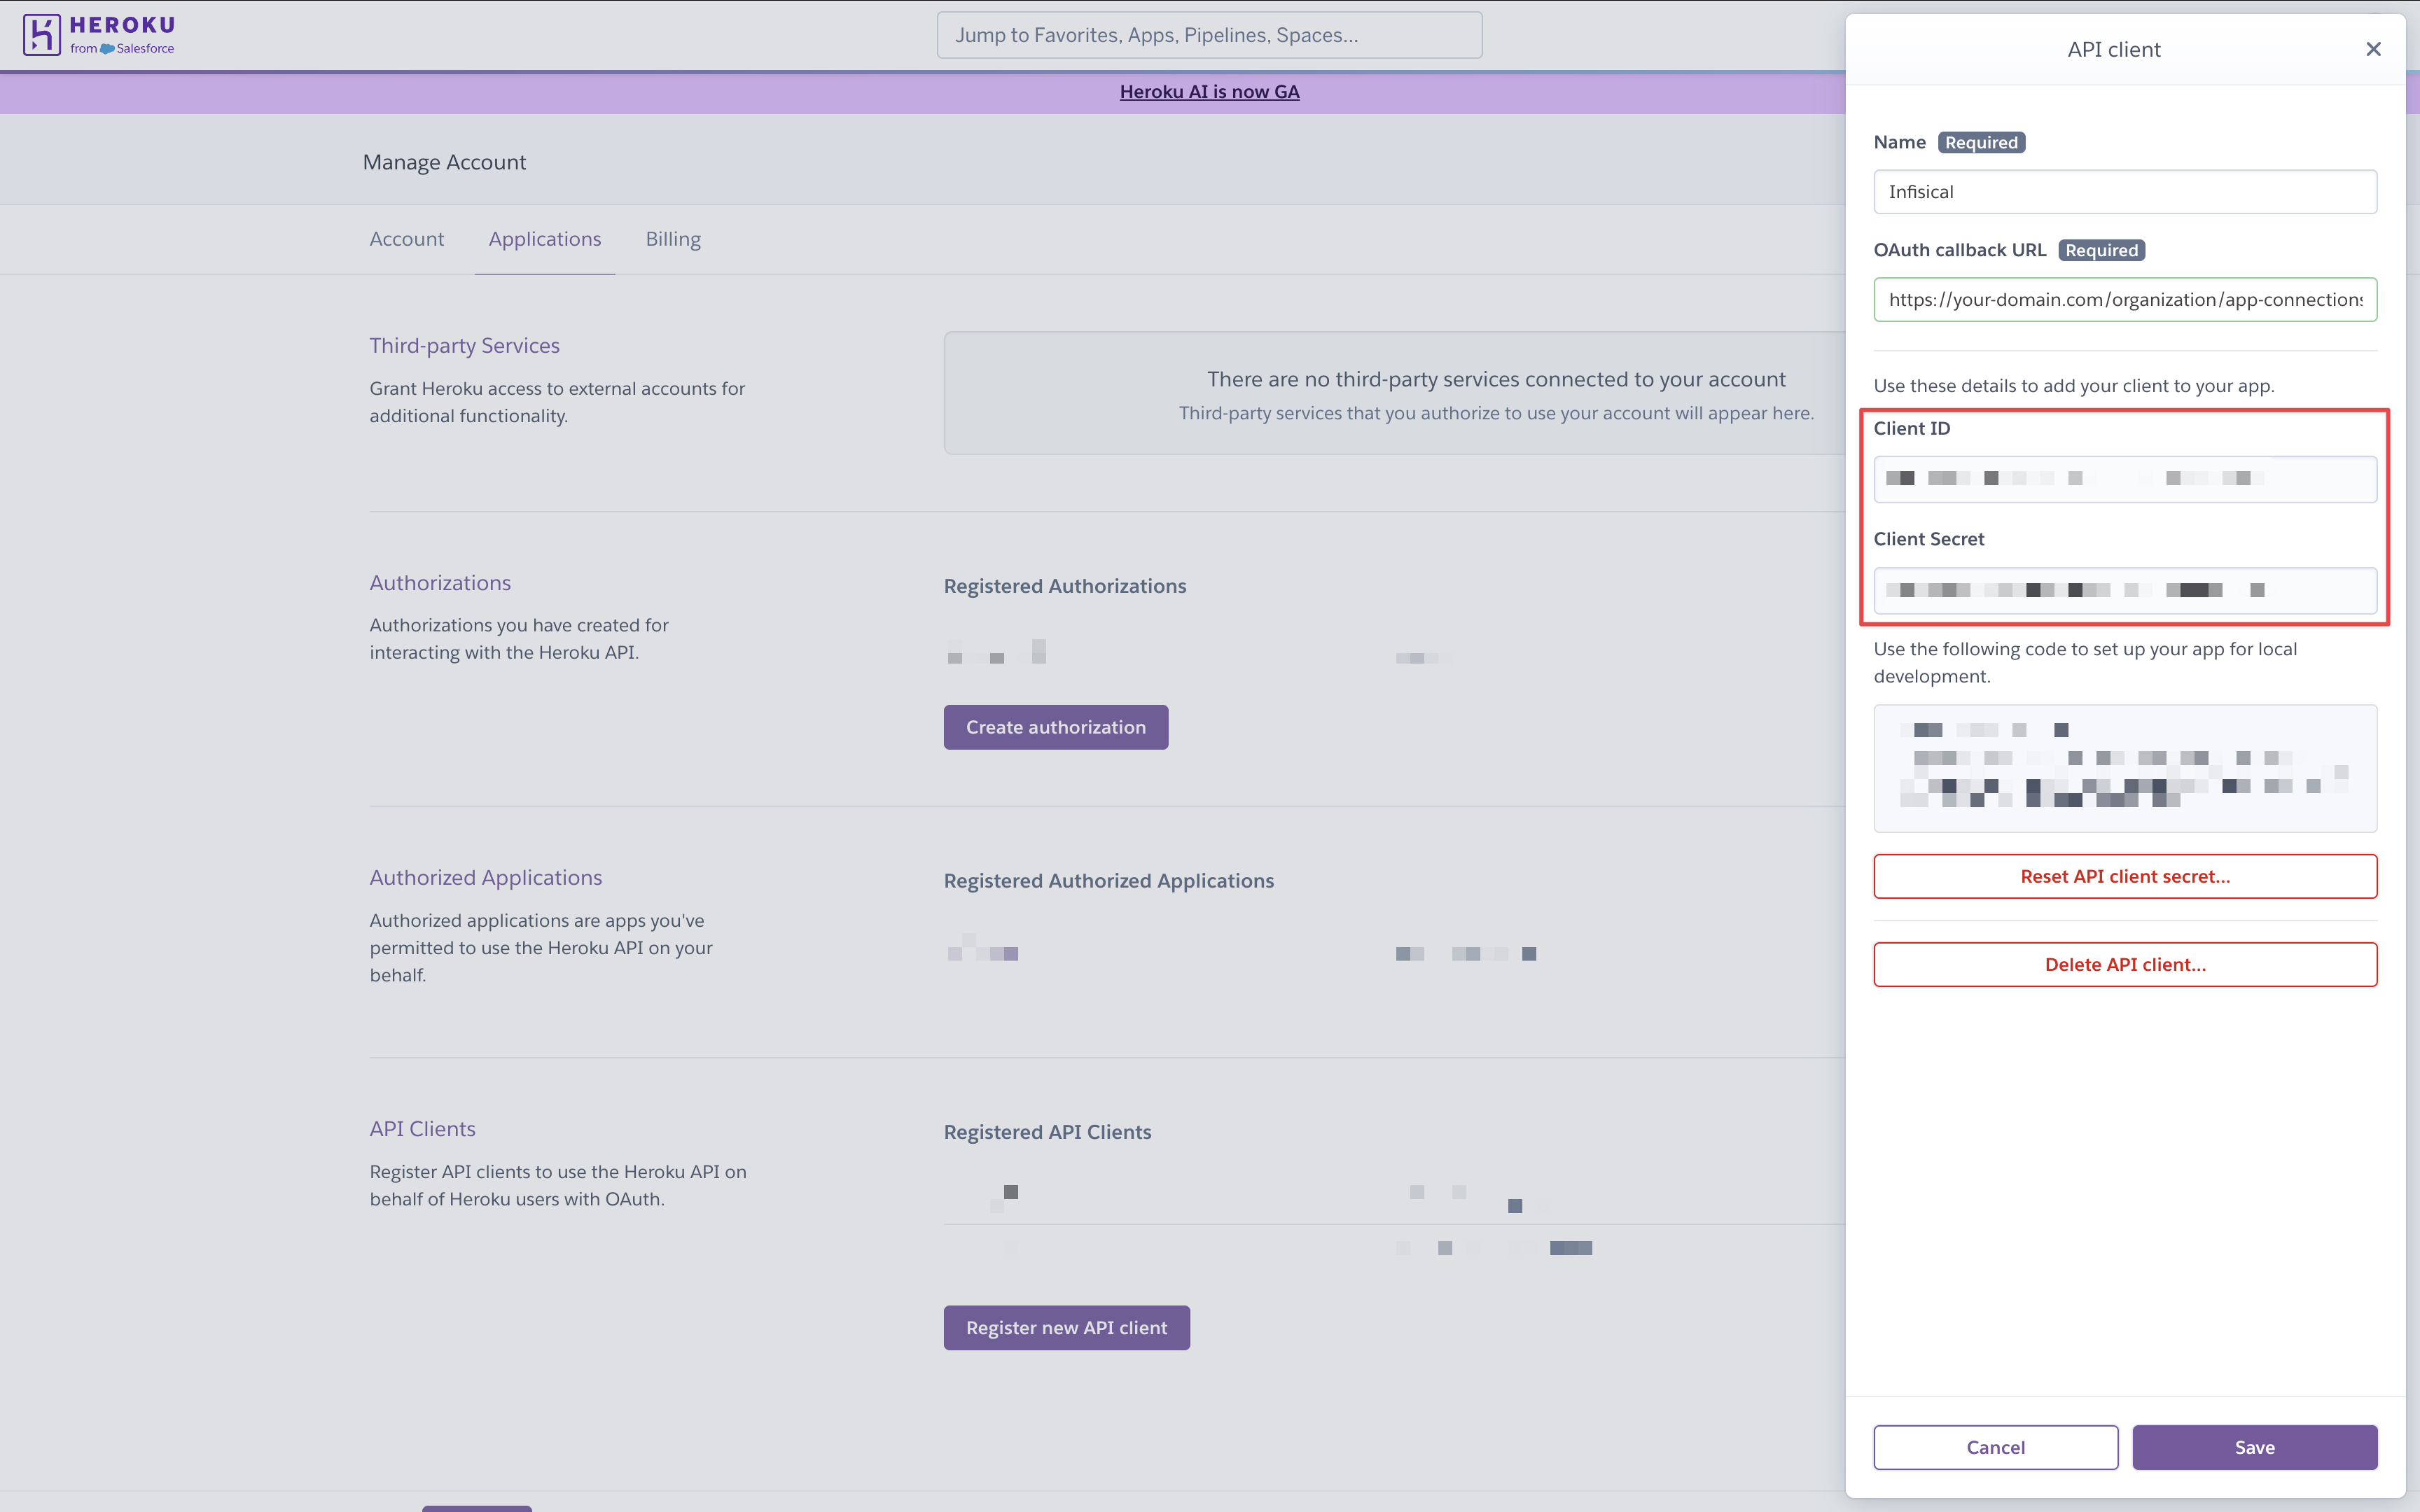 HEROKU
from Salesforce
Jump to Favorites, Apps, Pipelines, Spaces...
Heroku AI is now GA
Manage Account
Account
Applications
Billing
Third-party Services
Grant Heroku access to external accounts for
additional functionality.
There are no third-party services connected to your account
Third-party services that you authorize to use your account will appear here.
Authorizations
Authorizations you have created for
interacting with the Heroku API.
Registered Authorizations
Create authorization
Authorized Applications
Authorized applications are apps you've
permitted to use the Heroku API on your
behalf.
Registered Authorized Applications
API Clients
Register API clients to use the Heroku API on
behalf of Heroku users with OAuth.
Registered API Clients
Register new API client
API client
Name Required
Infisical
OAuth callback URL Required
https://your-domain.com/organization/app-connections
Use these details to add your client to your app.
Client ID
Client Secret
Use the following code to set up your app for local
development.
Reset API client secret...
Delete API client...
Cancel
Save